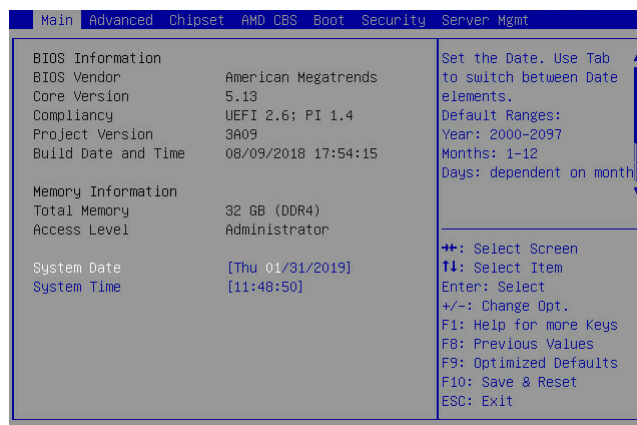 Main Advanced Chipset AMD CBS Boot Security Server Mgmt
BIOS Information
BIOS Vendor American Megatrends
Core Version 5.13
Compliancy UEFI 2.6; PI 1.4
Project Version 3A09
Build Date and Time 08/09/2018 17:54:15
Memory Information
Total Memory 32 GB (DDR4)
Access Level Administrator
System Date [Thu 01/31/2019]
System Time [11:48:50]
Set the Date. Use Tab
to switch between Date
elements.
Default Ranges:
Year: 2000-2097
Months: 1-12
Days: dependent on month
→←: Select Screen
↑↓: Select Item
Enter: Select
+/-: Change Opt.
F1: Help for more Keys
F8: Previous Values
F9: Optimized Defaults
F10: Save & Reset
ESC: Exit